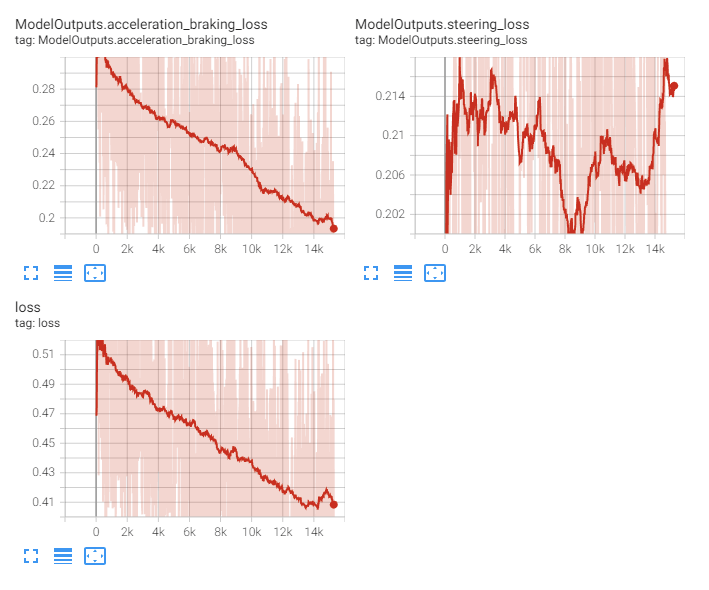 ModelOutputs.acceleration_braking_loss
tag: ModelOutputs.acceleration_braking_loss
0.28
0.26
0.24
0.22
0.2
0 2k 4k 6k 8k 10k 12k 14k
ModelOutputs.steering_loss
tag: ModelOutputs.steering_loss
0.214
0.21
0.206
0.202
0 2k 4k 6k 8k 10k 12k 14k
loss
tag: loss
0.51
0.49
0.47
0.45
0.43
0.41
0 2k 4k 6k 8k 10k 12k 14k